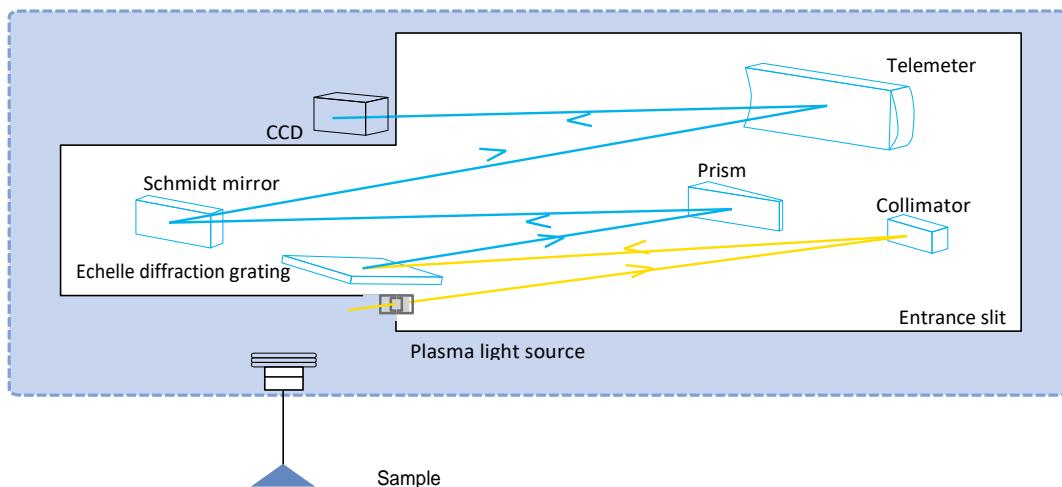 Telemeter
CCD
Prism
Schmidt mirror
Collimator
Echelle diffraction grating
Entrance slit
Plasma light source
Sample